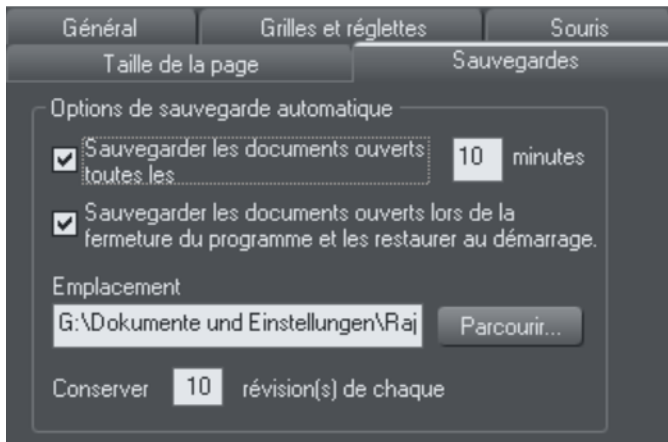 Général Grilles et réglettes Souris
Taille de la page Sauvegardes
Options de sauvegarde automatique
Sauvegarder les documents ouverts 10 minutes
toutes les
Sauvegarder les documents ouverts lors de la
fermeture du programme et les restaurer au démarrage.
Emplacement
G:\Dokumente und Einstellungen\Raj Parcourir...
Conserver 10 révision(s) de chaque